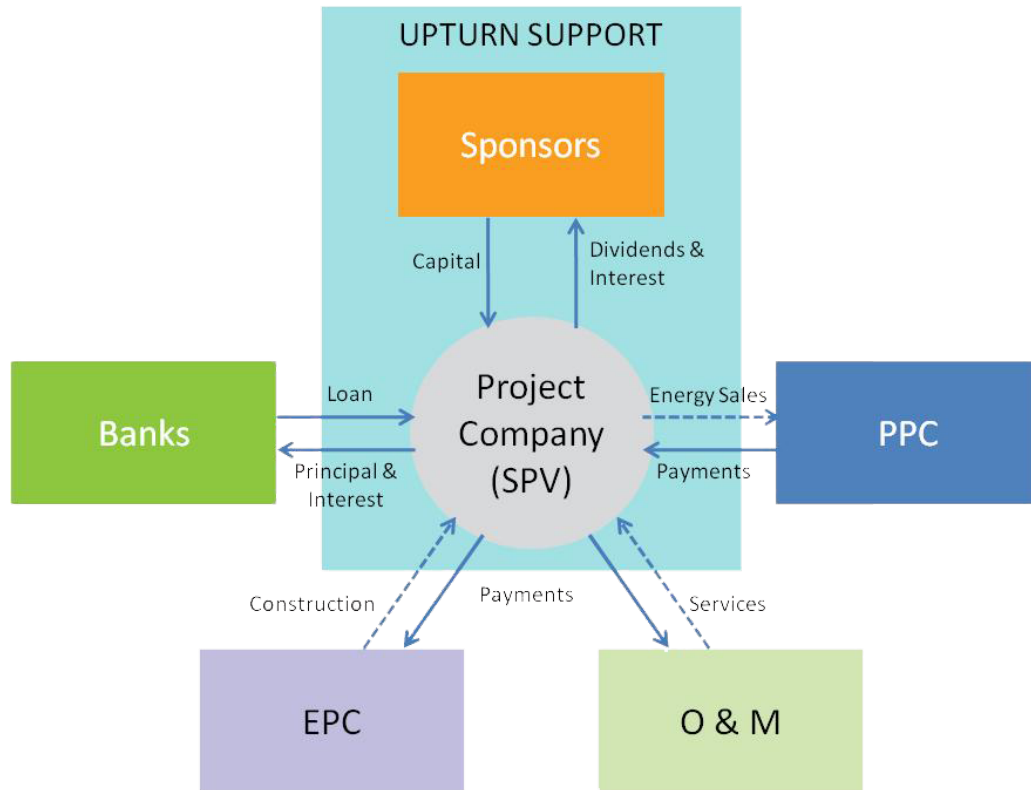 UPTURN SUPPORT
Sponsors
Capital
Dividends &
Interest
Banks
Loan
Principal &
Interest
Project
Company
(SPV)
Energy Sales
Payments
PPC
Construction
Payments
Services
EPC
O & M